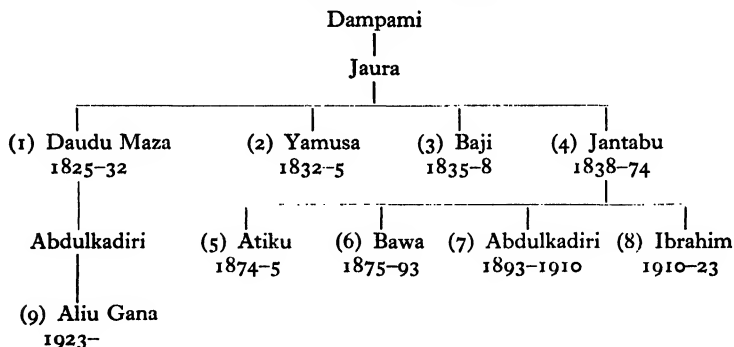 Dampami
Jaura
(1) Daudu Maza (2) Yamusa (3) Baji (4) Jantabu
1825–32 1832–5 1835–8 1838–74
Abdulkadiri (5) Atiku (6) Bawa (7) Abdulkadiri (8) Ibrahim
1874–5 1875–93 1893–1910 1910–23
(9) Aliu Gana
1923–